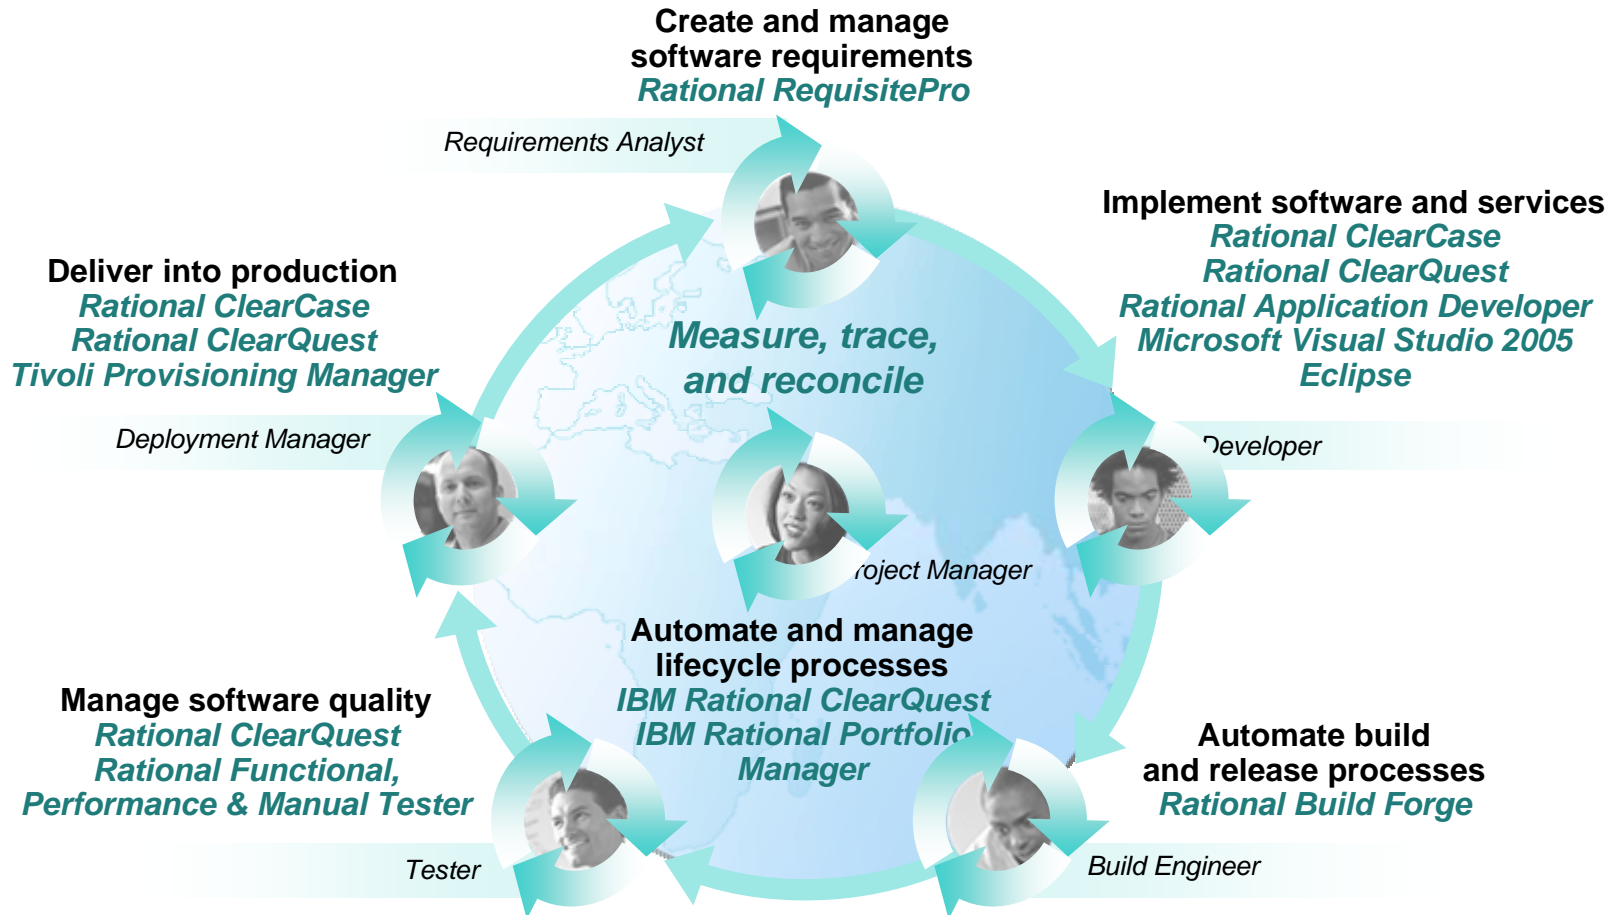 Create and manage
software requirements
Rational RequisitePro
Requirements Analyst
Implement software and services
Rational ClearCase
Rational ClearQuest
Rational Application Developer
Microsoft Visual Studio 2005
Eclipse
Developer
Deliver into production
Rational ClearCase
Rational ClearQuest
Tivoli Provisioning Manager
Deployment Manager
Measure, trace,
and reconcile
roject Manager
Automate and manage
lifecycle processes
IBM Rational ClearQuest
IBM Rational Portfolio
Manager
Manage software quality
Rational ClearQuest
Rational Functional,
Performance & Manual Tester
Tester
Automate build
and release processes
Rational Build Forge
Build Engineer